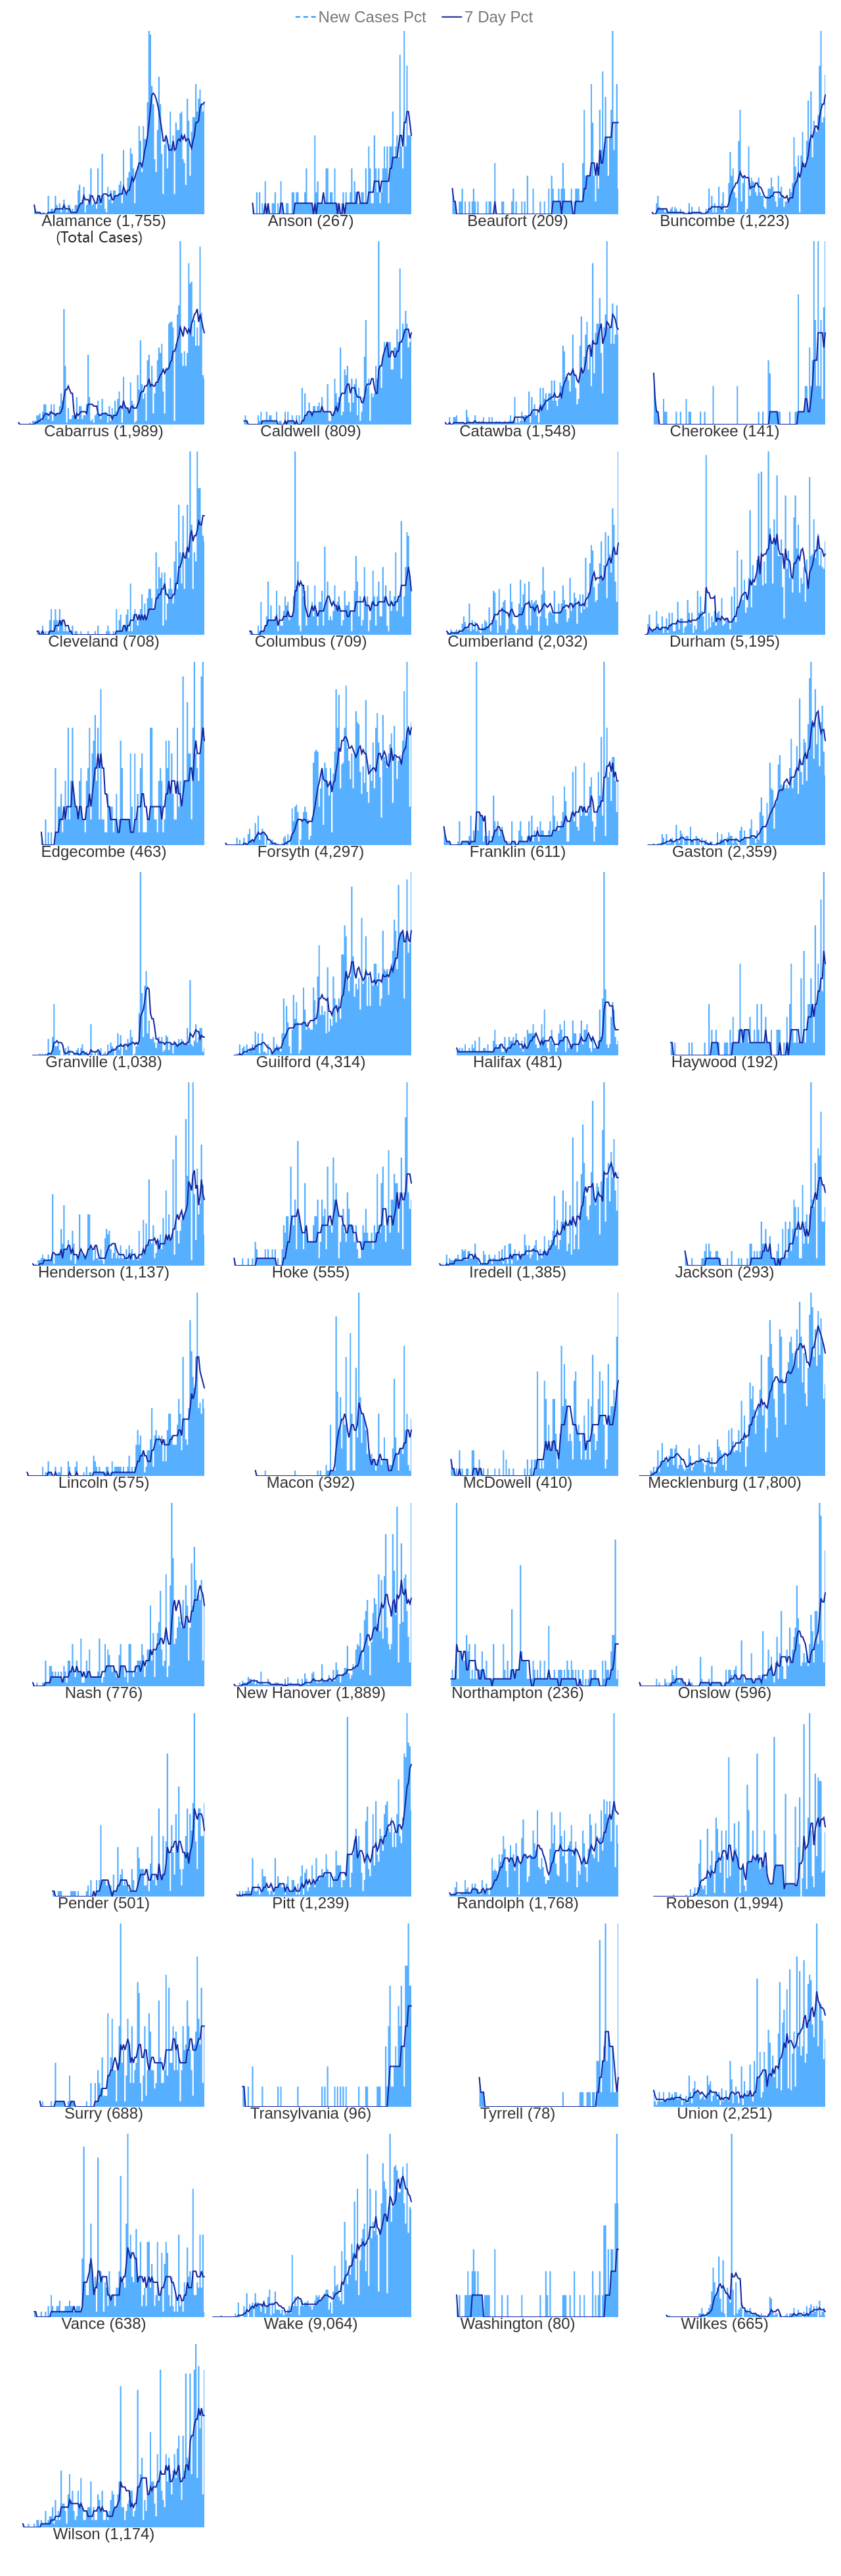 New Cases Pct 7 Day Pct
Alamance (1,755) Anson (267) Beaufort (209) Buncombe (1,223)
(Total Cases)
Cabarrus (1,989) Caldwell (809) Catawba (1,548) Cherokee (141)
Cleveland (708) Columbus (709) Cumberland (2,032) Durham (5,195)
Edgecombe (463) Forsyth (4,297) Franklin (611) Gaston (2,359)
Granville (1,038) Guilford (4,314) Halifax (481) Haywood (192)
Henderson (1,137) Hoke (555) Iredell (1,385) Jackson (293)
Lincoln (575) Macon (392) McDowell (410) Mecklenburg (17,800)
Nash (776) New Hanover (1,889) Northampton (236) Onslow (596)
Pender (501) Pitt (1,239) Randolph (1,768) Robeson (1,994)
Surry (688) Transylvania (96) Tyrrell (78) Union (2,251)
Vance (638) Wake (9,064) Washington (80) Wilkes (665)
Wilson (1,174)